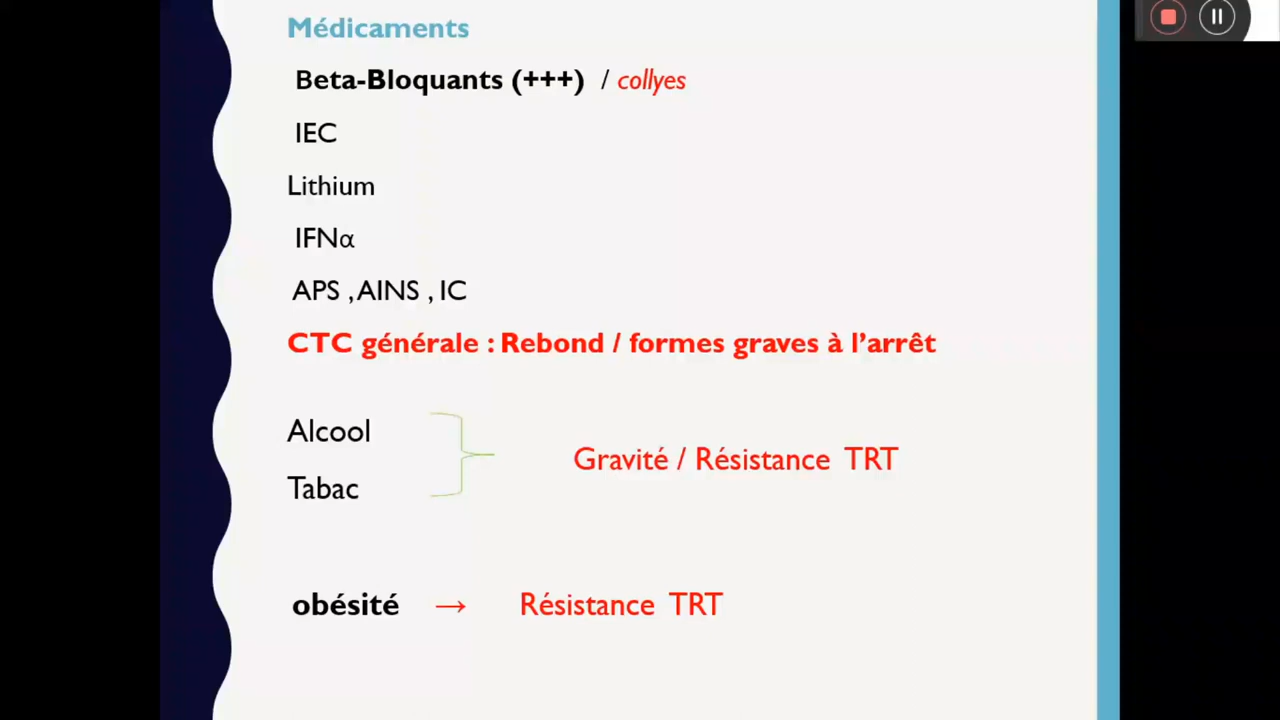 Médicaments
Beta-Bloquants (+++) / collyes
IEC
Lithium
IFNα
APS , AINS , IC
CTC générale : Rebond / formes graves à l’arrêt
Alcool
Gravité / Résistance TRT
Tabac
obésité → Résistance TRT